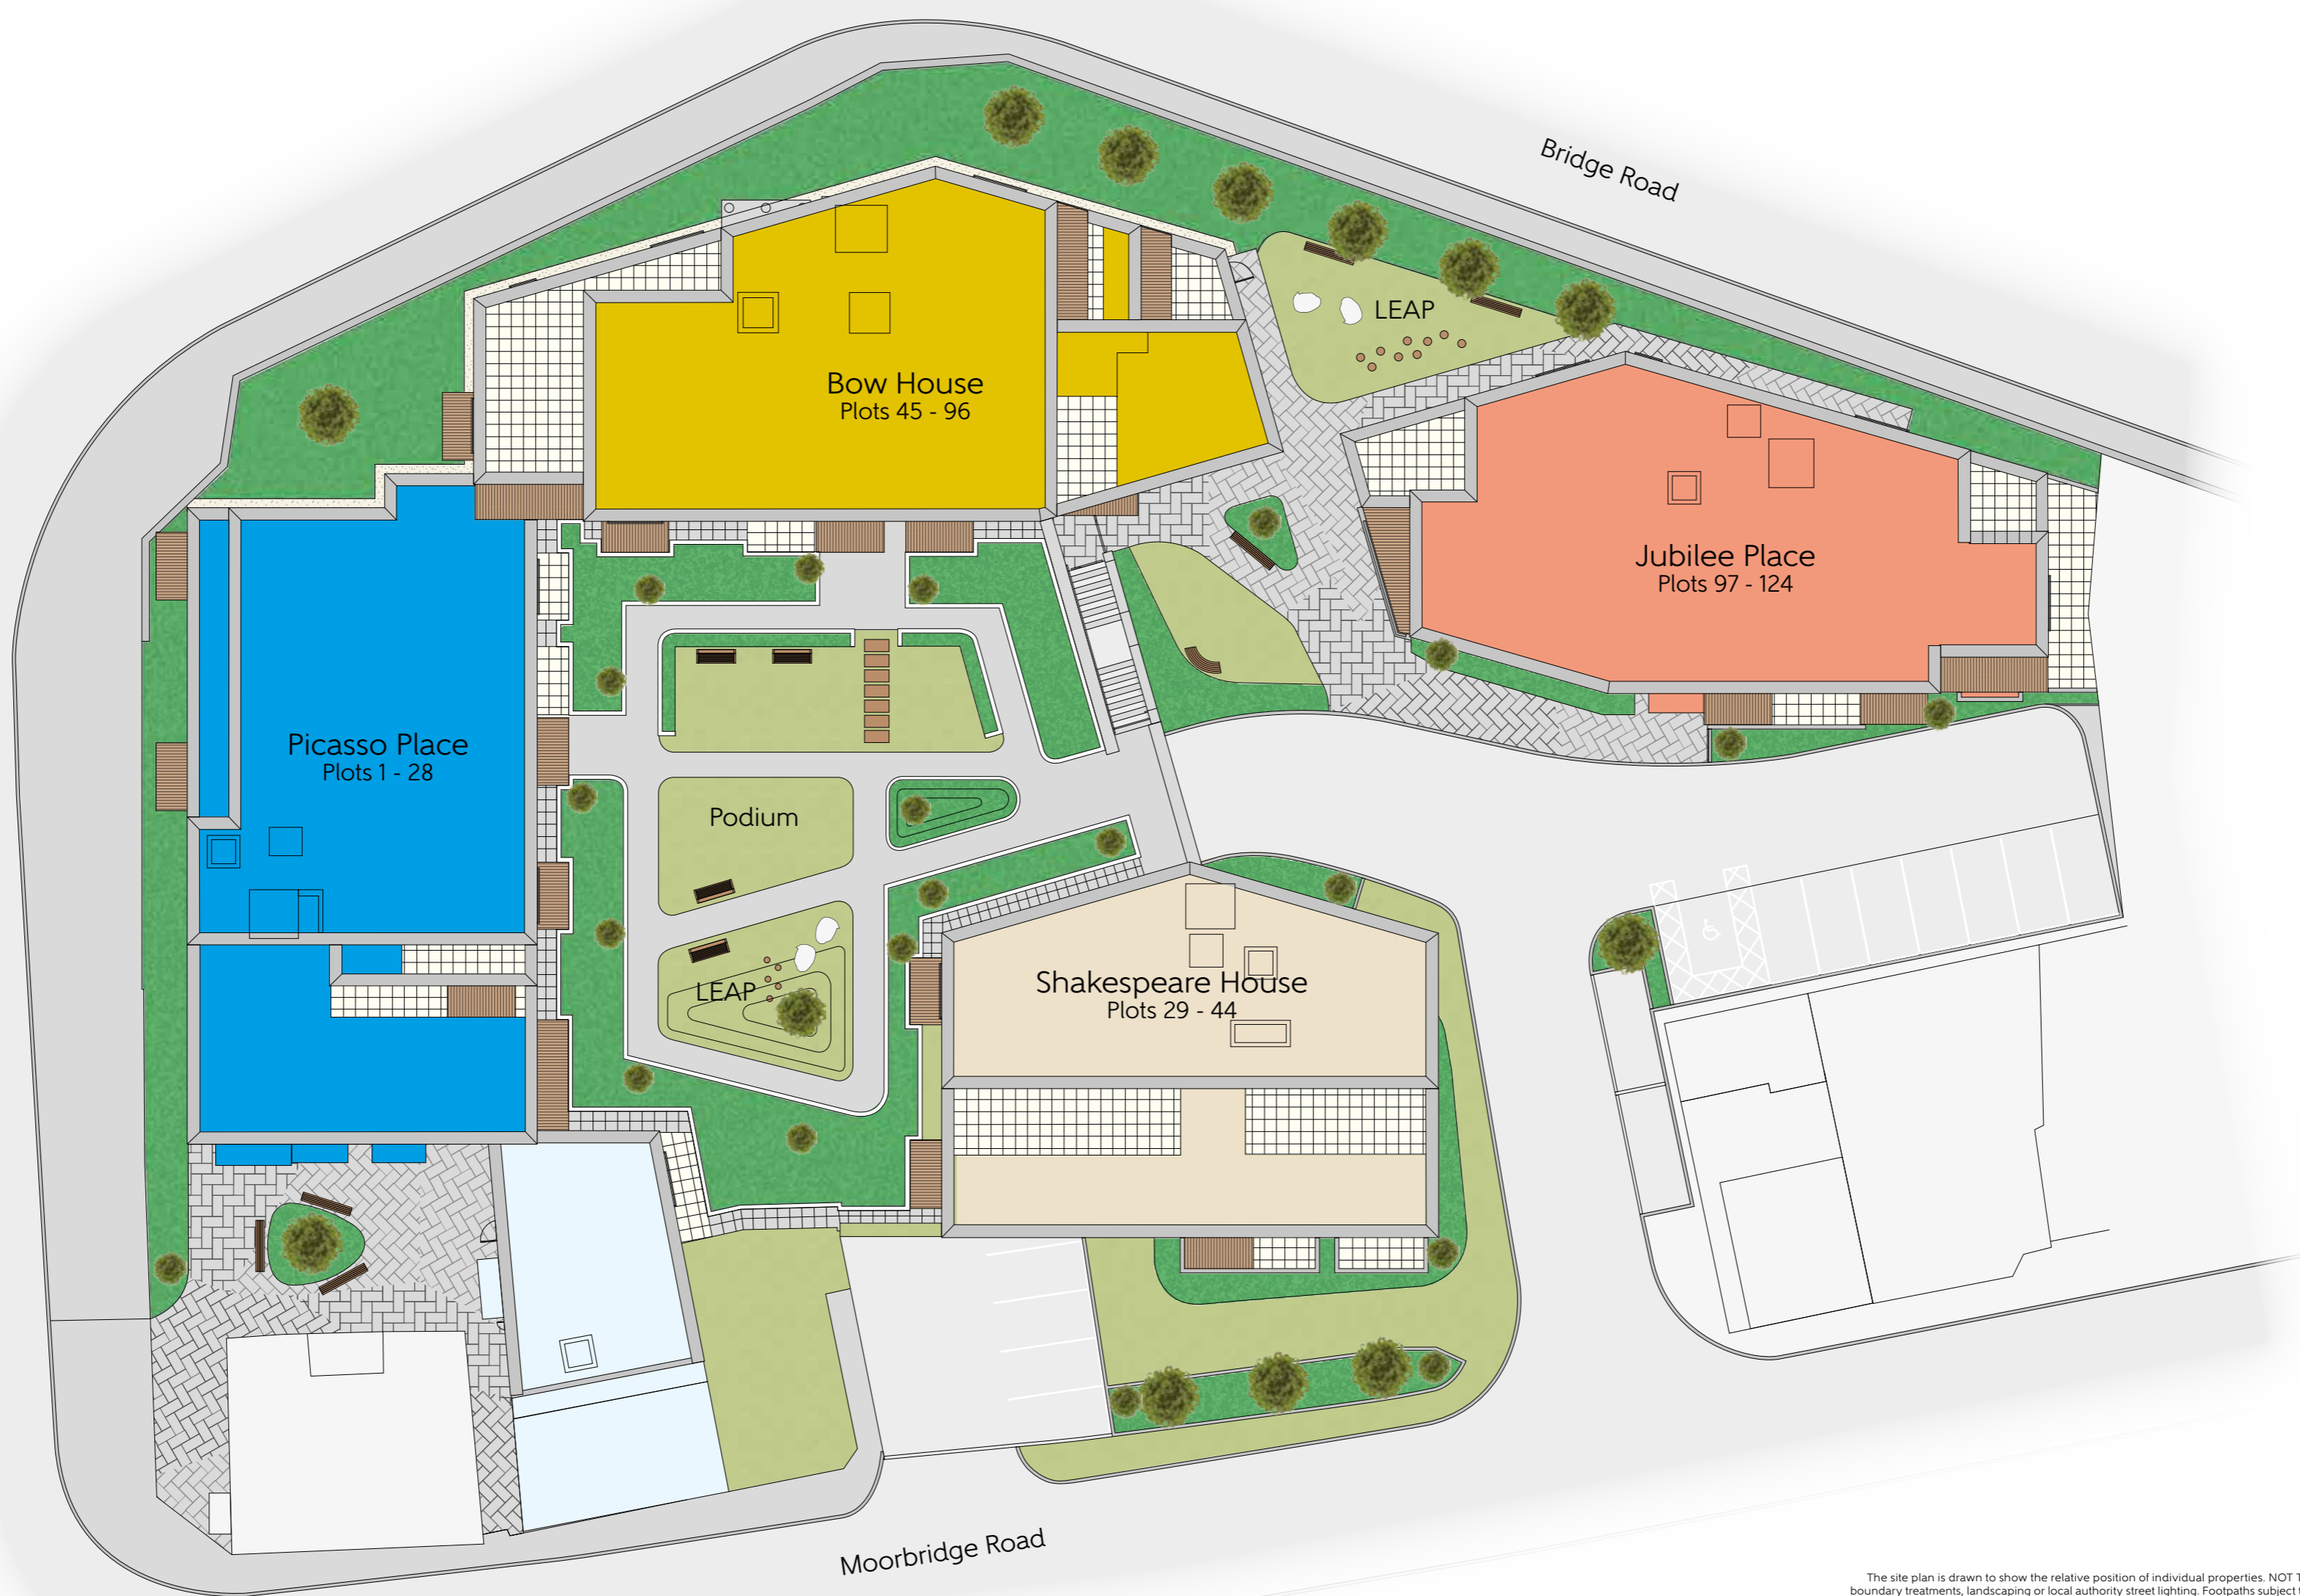 Bridge Road
LEAP
Bow House
Plots 45 - 96
Jubilee Place
Plots 97 - 124
Picasso Place
Plots 1 - 28
Podium
LEAP
Shakespeare House
Plots 29 - 44
Moorbridge Road
The site plan is drawn to show the relative position of individual properties. NOT T
boundary treatments, landscaping or local authority street lighting. Footpaths subject t